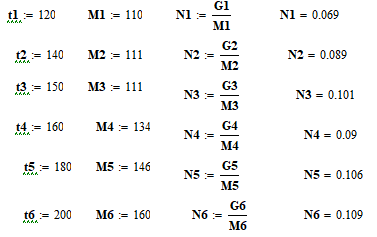 t1 := 120 M1 := 110 N1 := G1/M1 N1 = 0.069
t2 := 140 M2 := 111 N2 := G2/M2 N2 = 0.089
t3 := 150 M3 := 111 N3 := G3/M3 N3 = 0.101
t4 := 160 M4 := 134 N4 := G4/M4 N4 = 0.09
t5 := 180 M5 := 146 N5 := G5/M5 N5 = 0.106
t6 := 200 M6 := 160 N6 := G6/M6 N6 = 0.109